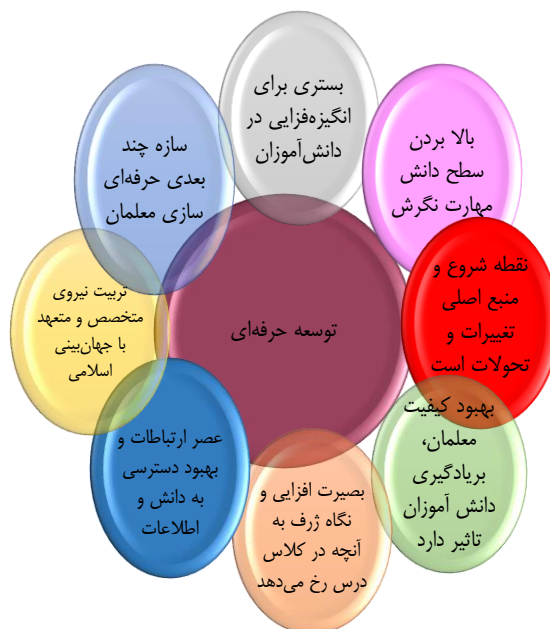 بستری برای
انگیزه‌فزایی در
دانش‌آموزان
بالا بردن
سطح دانش
مهارت نگرش
نقطه شروع و
منبع اصلی
تغییرات و
تحولات است
بهبود کیفیت
معلمان،
بریادگیری
دانش آموزان
تاثیر دارد
بصیرت افزایی و
نگاه ژرف به
آنچه در کلاس
درس رخ می‌دهد
عصر ارتباطات و
بهبود دسترسی
به دانش و
اطلاعات
تربیت نیروی
متخصص و متعهد
با جهان‌بینی
اسلامی
سازه چند
بعدی حرفه‌ای
سازی معلمان
توسعه حرفه‌ای